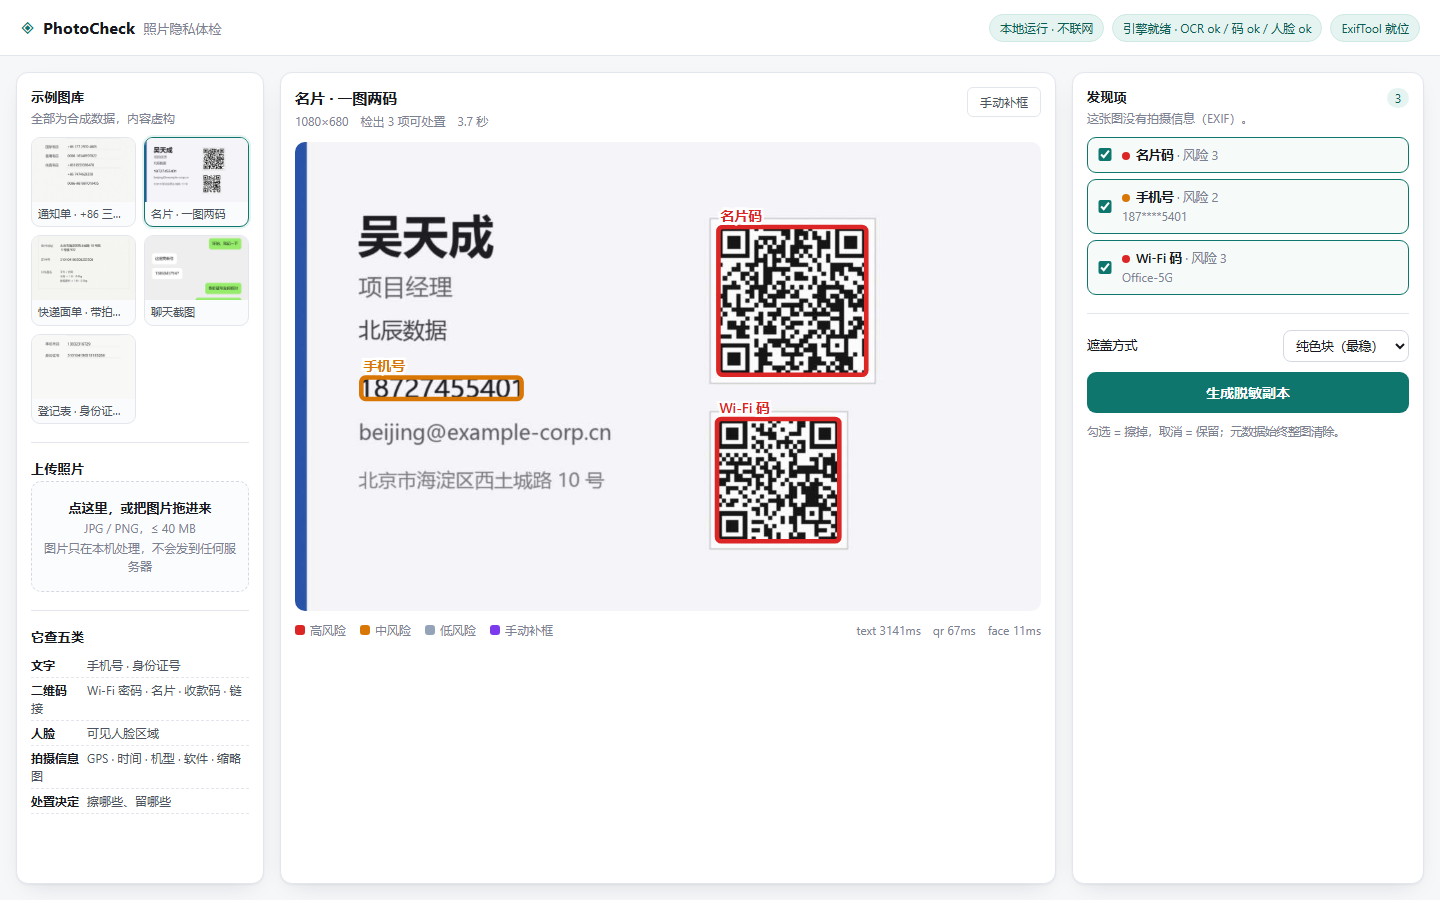 PhotoCheck 照片隐私体检
本地运行 · 不联网
引擎就绪 · OCR ok / 码 ok / 人脸 ok
ExifTool 就位
示例图库
全部为合成数据，内容虚构
通知单 · +86 三...
名片 · 一图两码
快递面单 · 带拍...
聊天截图
登记表 · 身份证...
上传照片
点这里，或把图片拖进来
JPG / PNG，≤ 40 MB
图片只在本机处理，不会发到任何服
务器
它查五类
文字 手机号 · 身份证号
二维码 Wi-Fi 密码 · 名片 · 收款码 · 链
接
人脸 可见人脸区域
拍摄信息 GPS · 时间 · 机型 · 软件 · 缩略
图
处置决定 擦哪些、留哪些
名片 · 一图两码
1080×680 检出 3 项可处置 3.7 秒
手动补框
吴天成
项目经理
北辰数据
手机号
18727455401
beijing@example-corp.cn
北京市海淀区西土城路 10 号
名片码
Wi-Fi 码
高风险 中风险 低风险 手动补框
text 3141ms qr 67ms face 11ms
发现项 3
这张图没有拍摄信息（EXIF）。
名片码 · 风险 3
手机号 · 风险 2
187****5401
Wi-Fi 码 · 风险 3
Office-5G
遮盖方式 纯色块（最稳）
生成脱敏副本
勾选 = 擦掉，取消 = 保留；元数据始终整图清除。